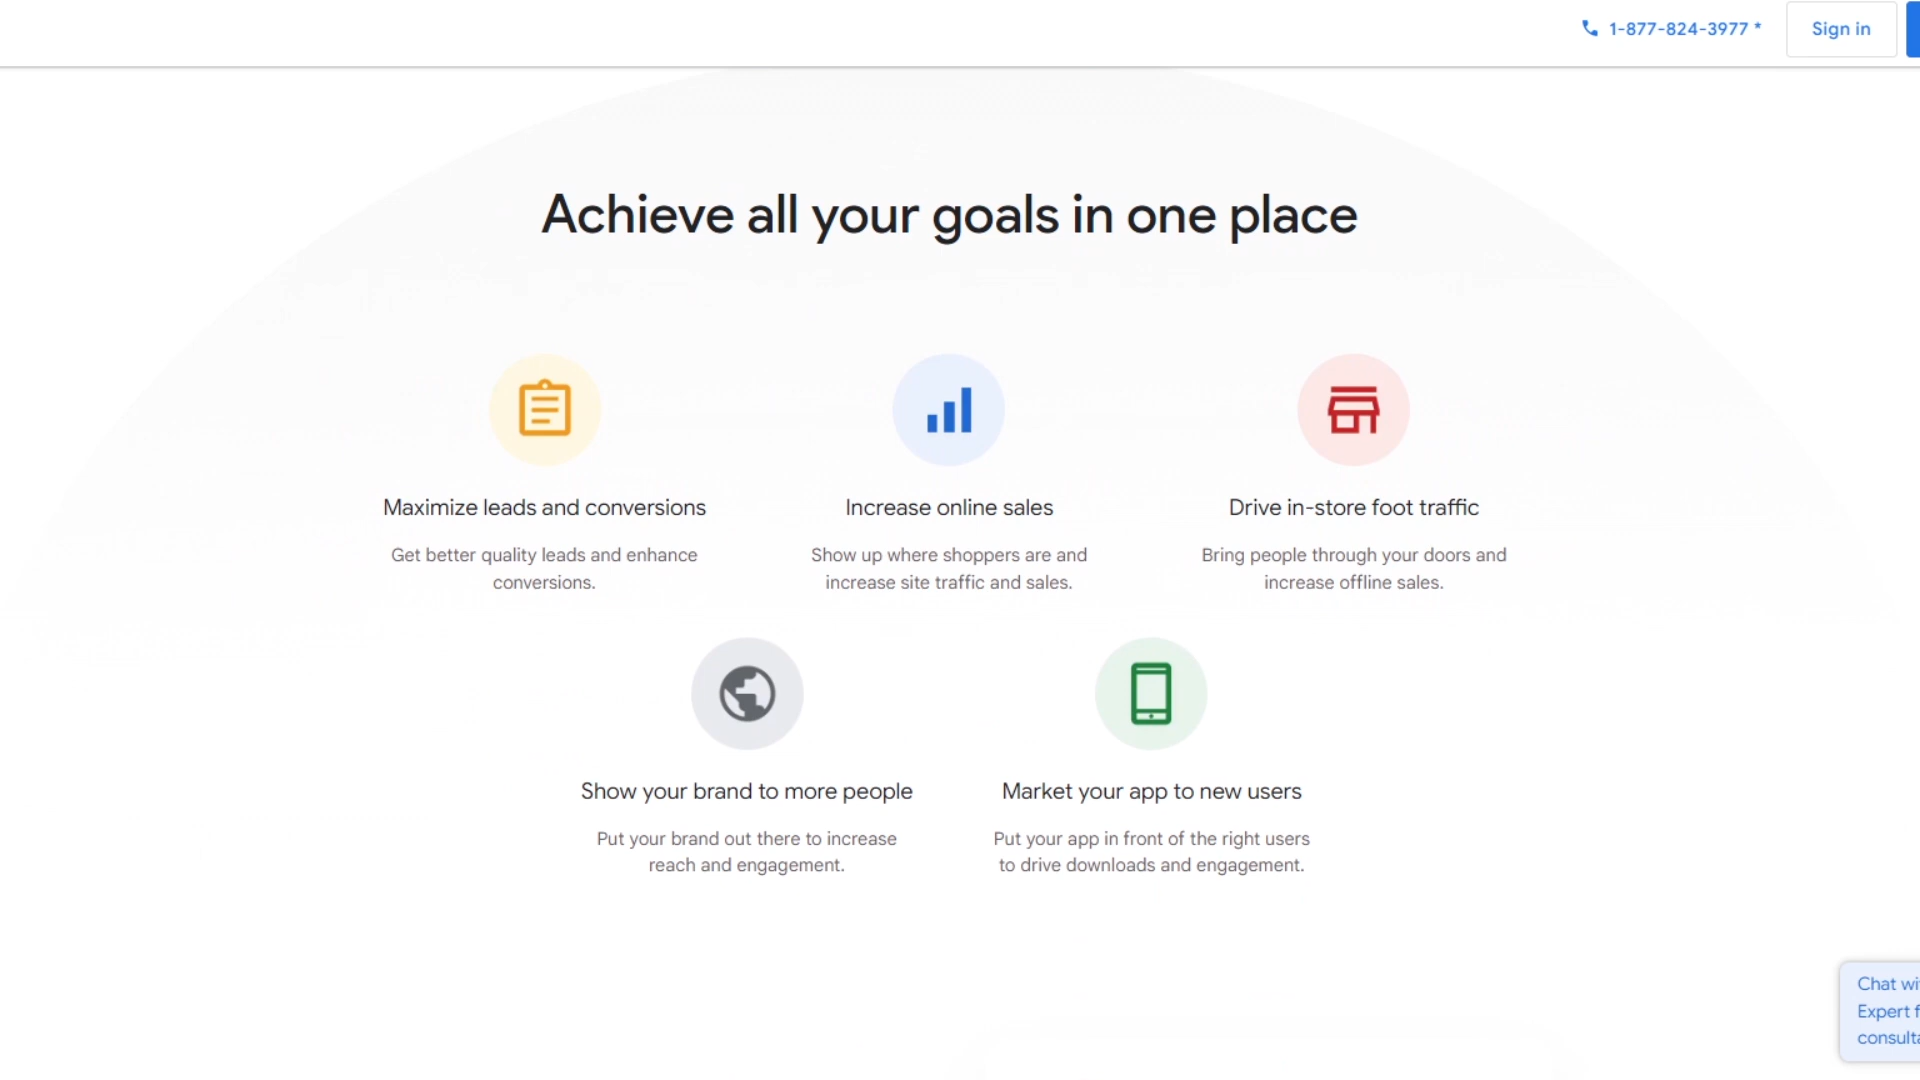 1-877-824-3977 *
Sign in
Achieve all your goals in one place
Maximize leads and conversions
Get better quality leads and enhance
conversions.
Increase online sales
Show up where shoppers are and
increase site traffic and sales.
Drive in-store foot traffic
Bring people through your doors and
increase offline sales.
Show your brand to more people
Put your brand out there to increase
reach and engagement.
Market your app to new users
Put your app in front of the right users
to drive downloads and engagement.
Chat
Expert